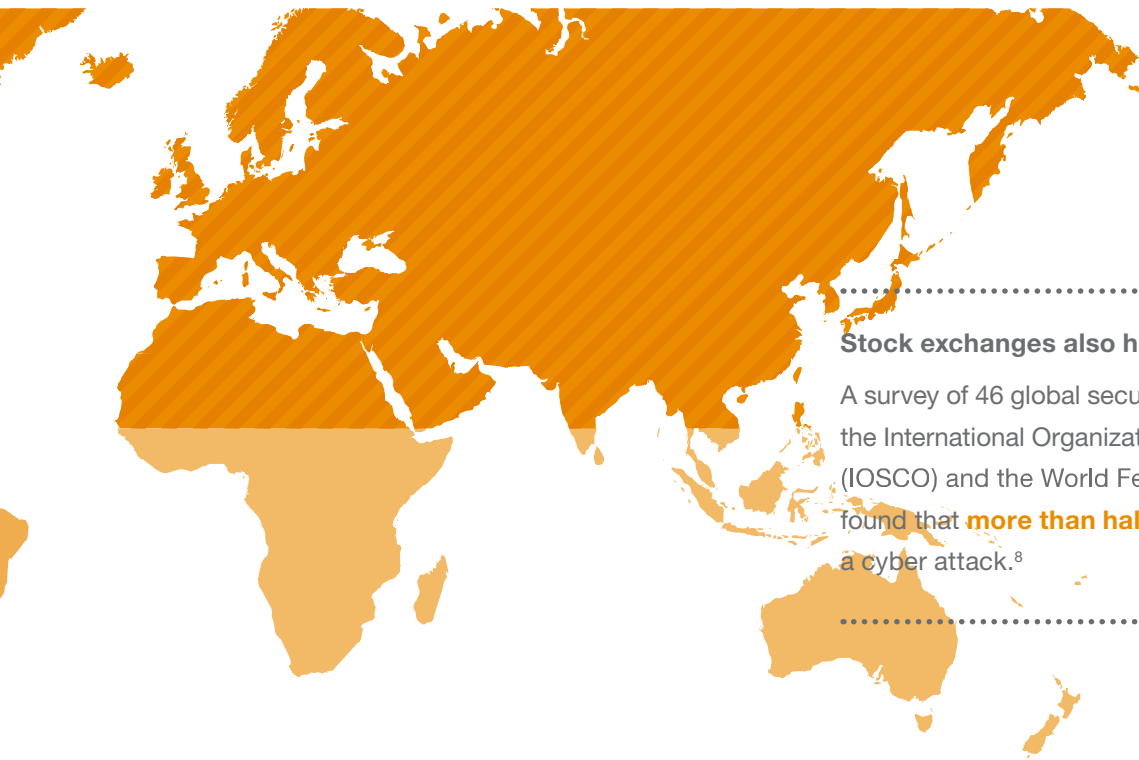 Stock exchanges also h
A survey of 46 global secu
the International Organizat
(IOSCO) and the World Fe
found that more than hal
a cyber attack.8